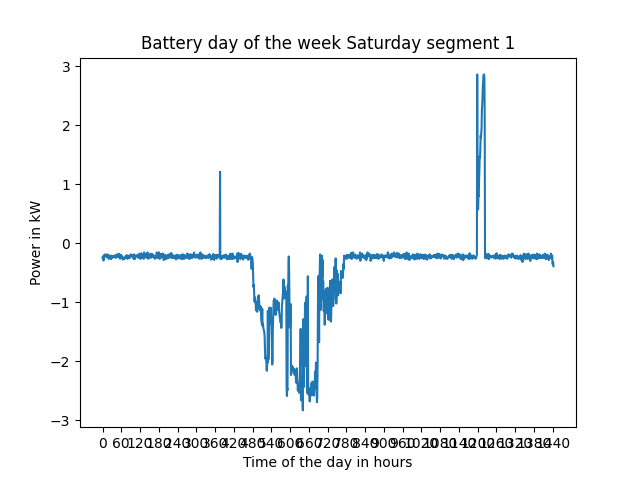 Battery day of the week Saturday segment 1
3
2
1
0
−1
−2
−3
Power in kW
0 60 120 180 240 300 360 420 480 540 600 660 720 780 840 900 960 1020 1080 1140 1200 1260 1320 1380 1440
Time of the day in hours